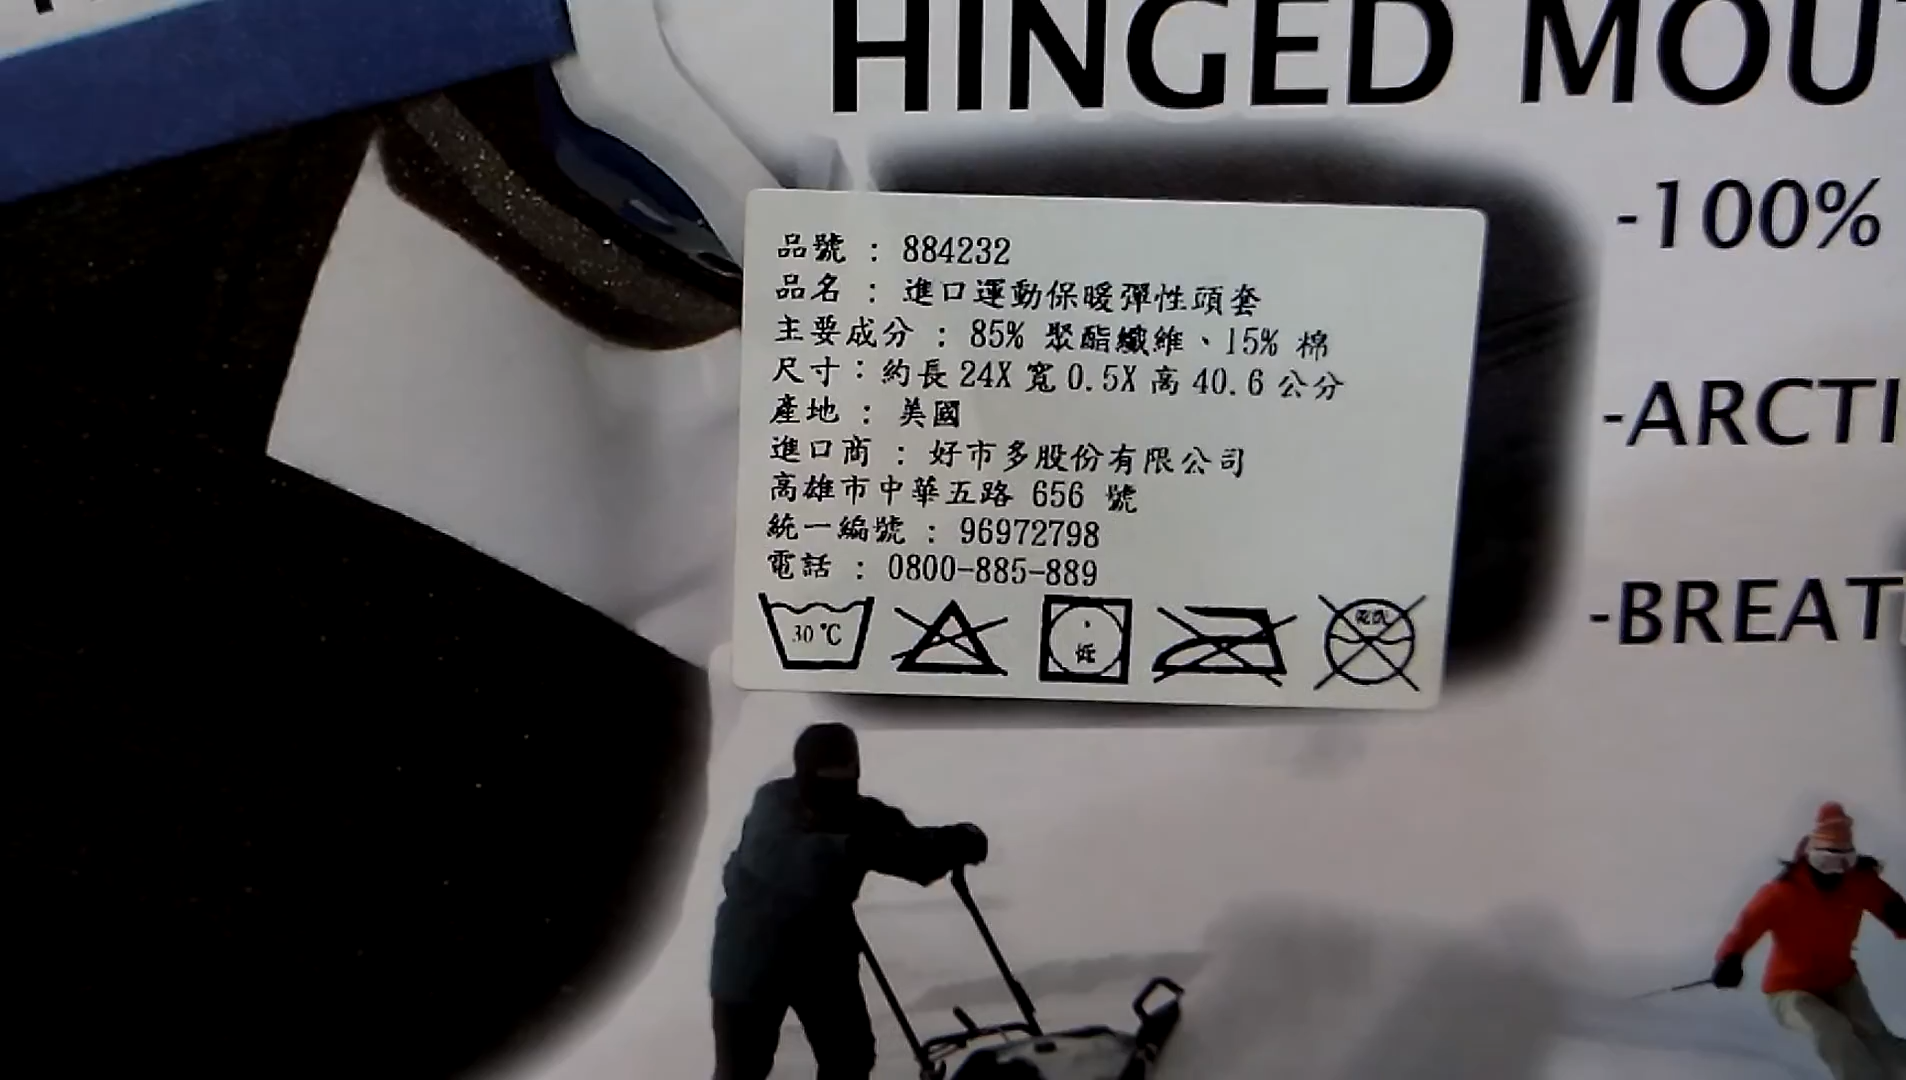 HINGED MOU
-100%
品號 : 884232
品名 : 進口運動保暖彈性頭套
主要成分 : 85% 聚酯纖維、15% 棉
尺寸:約長 24X 寬 0.5X 高 40.6 公分
產地 : 美國
進口商 : 好市多股份有限公司
高雄市中華五路 656 號
統一編號 : 96972798
電話 : 0800-885-889
30℃
低
-ARCTI
-BREAT